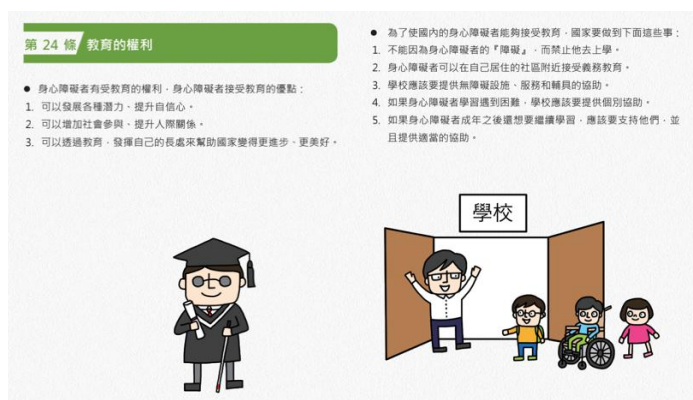 第 24 條 教育的權利
● 身心障礙者有受教育的權利，身心障礙者接受教育的優點：
1. 可以發展各種潛力、提升自信心。
2. 可以增加社會參與、提升人際關係。
3. 可以透過教育，發揮自己的長處來幫助國家變得更進步、更美好。
● 為了使國內的身心障礙者能夠接受教育，國家要做到下面這些事：
1. 不能因為身心障礙者的『障礙』，而禁止他去上學。
2. 身心障礙者可以在自己居住的社區附近接受義務教育。
3. 學校應該要提供無障礙設施、服務和輔具的協助。
4. 如果身心障礙者學習遇到困難，學校應該要提供個別協助。
5. 如果身心障礙者成年之後還想要繼續學習，應該要支持他們，並
且提供適當的協助。
學校